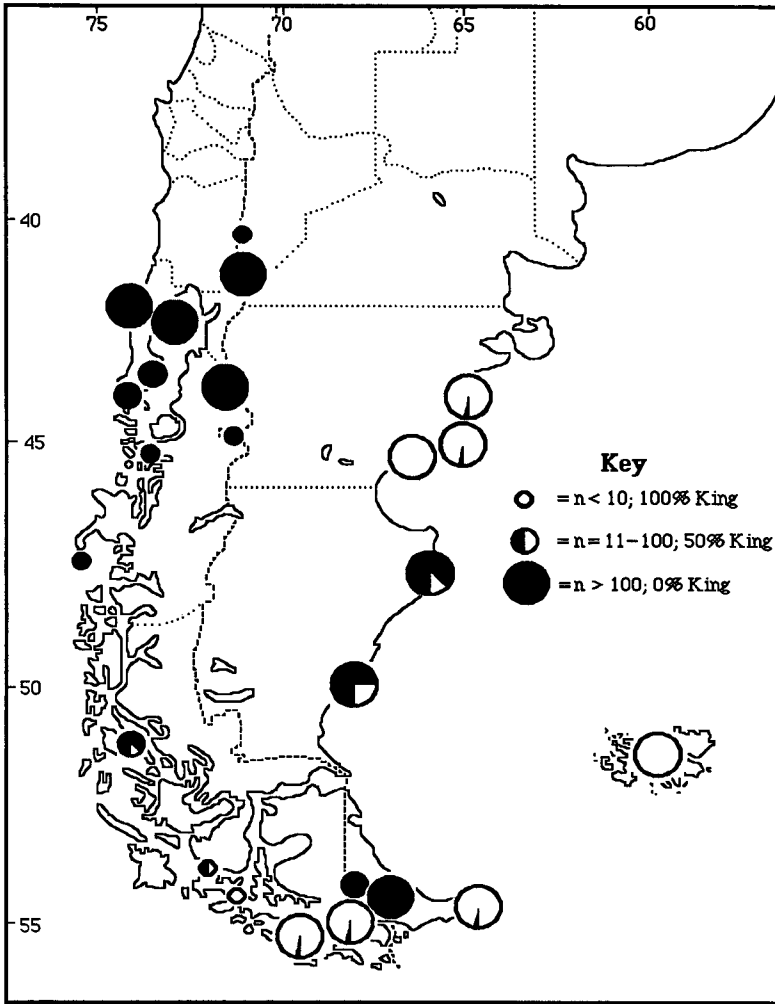 75 70 65 60
40
45
50
55
Key
= n < 10; 100% King
= n = 11-100; 50% King
= n > 100; 0% King